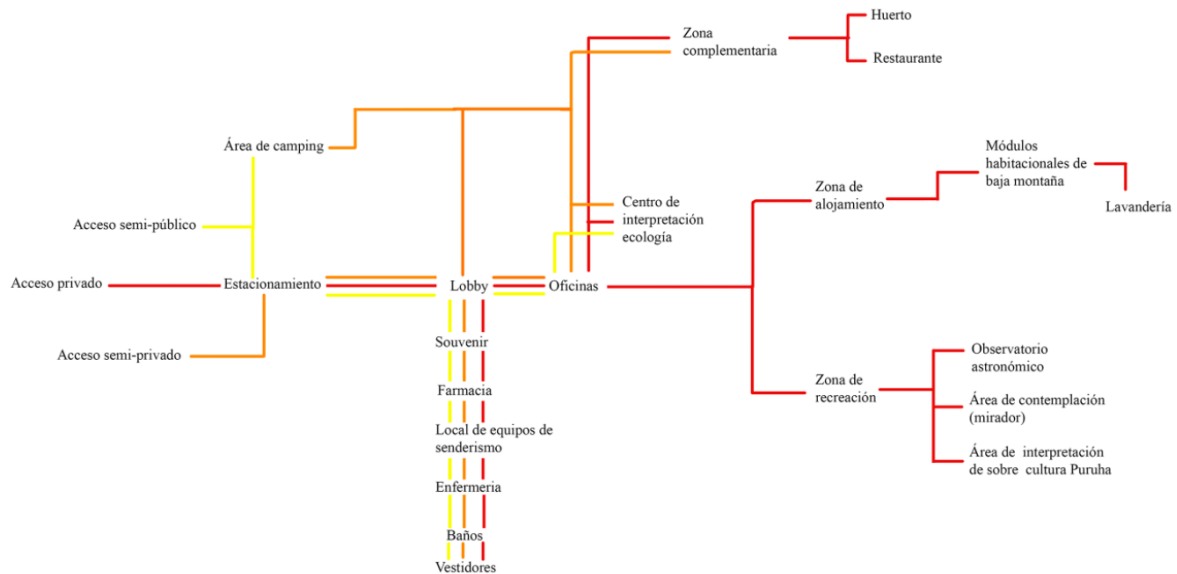 Huerto
Zona
complementaria
Restaurante
Área de camping
Módulos
habitacionales de
baja montaña
Zona de
alojamiento
Lavandería
Centro de
interpretación
ecología
Acceso semi-público
Acceso privado
Estacionamiento
Lobby
Oficinas
Acceso semi-privado
Souvenir
Farmacia
Local de equipos de
senderismo
Enfermeria
Baños
Vestidores
Zona de
recreación
Observatorio
astronómico
Área de contemplación
(mirador)
Área de interpretación
de sobre cultura Puruha